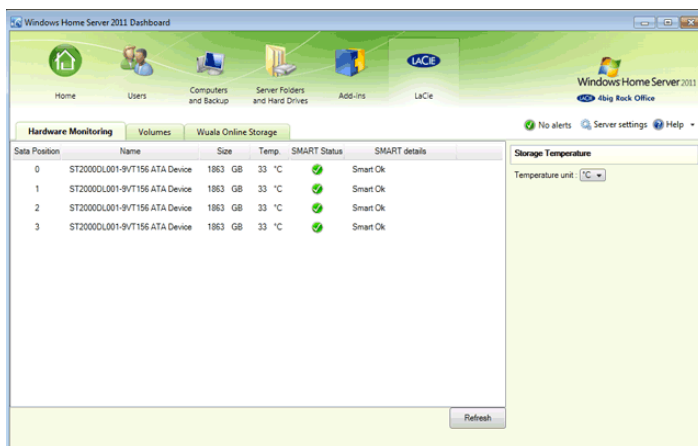 Windows Home Server 2011 Dashboard
Home
Users
Computers
and Backup
Server Folders
and Hard Drives
Add-Ins
LACIE
LaCie
Windows Home Server 2011
LACIE 4big Rack Office
Hardware Monitoring Volumes Wuala Online Storage
No alerts Server settings Help
Sata Position Name Size Temp. SMART Status SMART details
0 ST2000DL001-9VT156 ATA Device 1863 GB 33 °C Smart Ok
1 ST2000DL001-9VT156 ATA Device 1863 GB 33 °C Smart Ok
2 ST2000DL001-9VT156 ATA Device 1863 GB 33 °C Smart Ok
3 ST2000DL001-9VT156 ATA Device 1863 GB 33 °C Smart Ok
Storage Temperature
Temperature unit : °C
Refresh